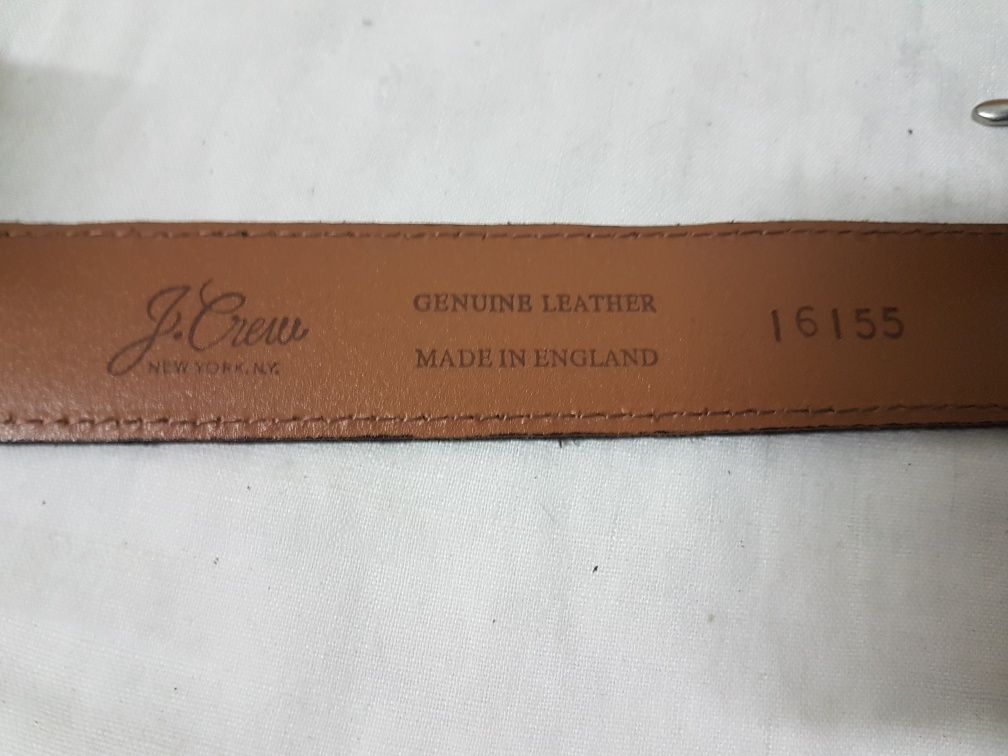 J.Crew
NEW YORK, N.Y.
GENUINE LEATHER
MADE IN ENGLAND
16155